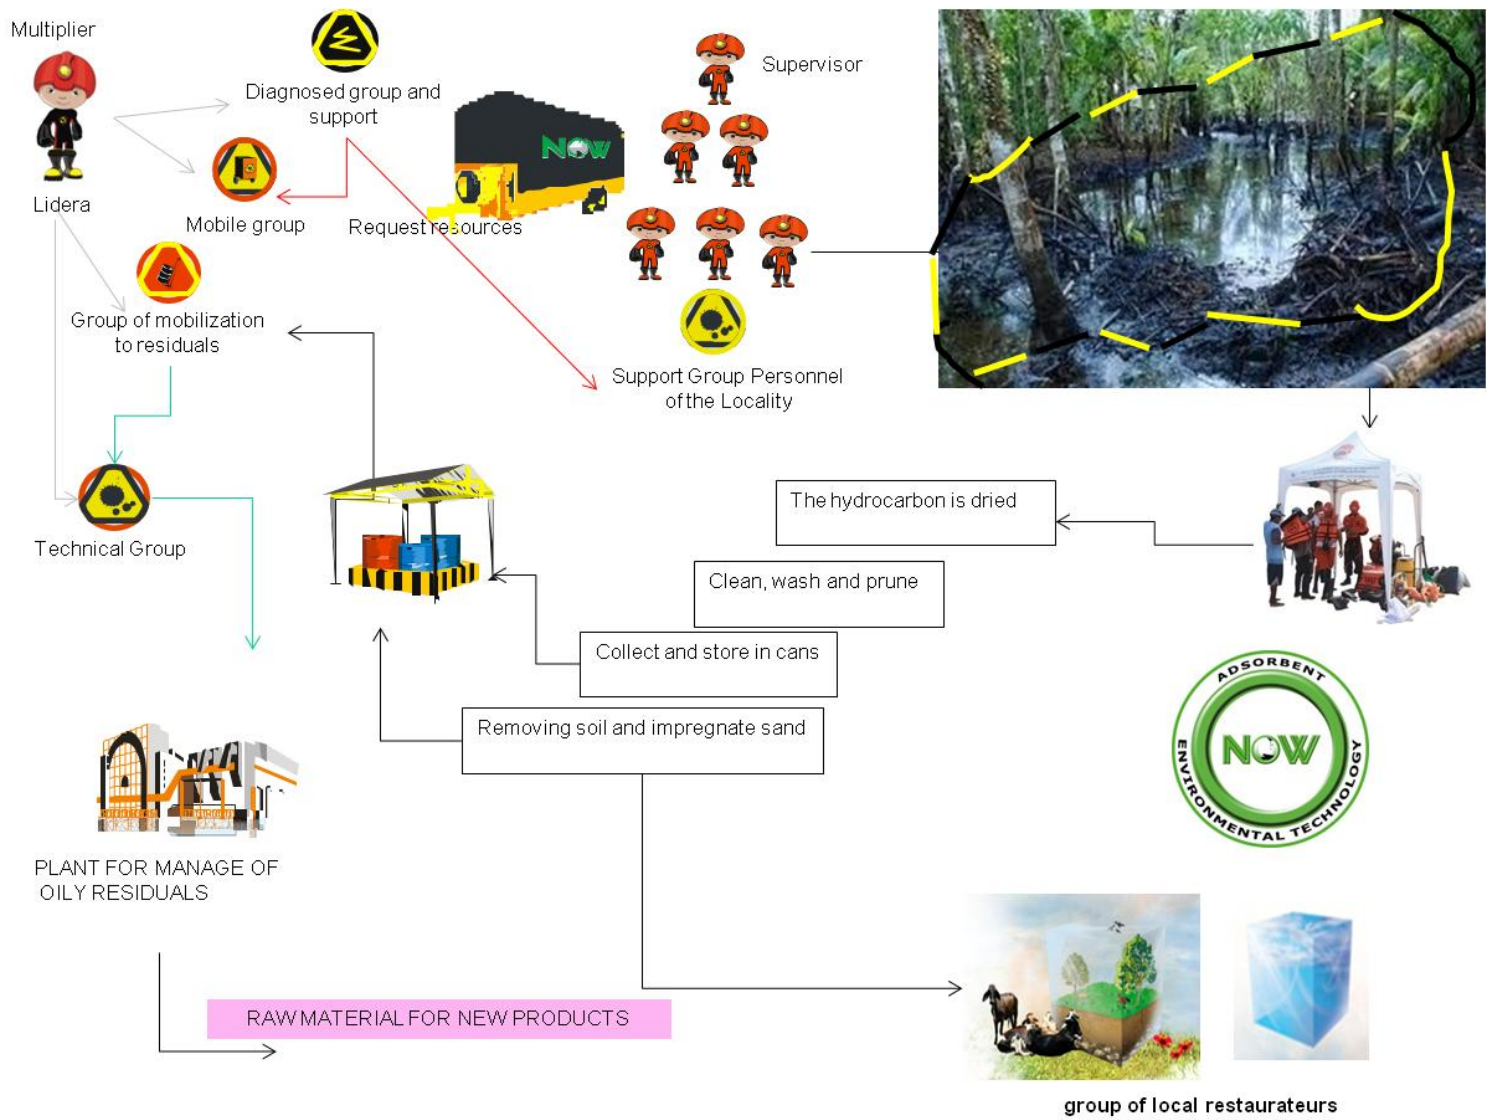 Multiplier
Lidera
Diagnosed group and
support
Mobile group
NOW
Request resources
Supervisor
Group of mobilization
to residuals
Support Group Personnel
of the Locality
Technical Group
The hydrocarbon is dried
Clean, wash and prune
Collect and store in cans
Removing soil and impregnate sand
ADSORBENT
NOW
ENVIRONMENTAL TECHNOLOGY
PLANT FOR MANAGE OF
OILY RESIDUALS
RAW MATERIAL FOR NEW PRODUCTS
group of local restaurateurs